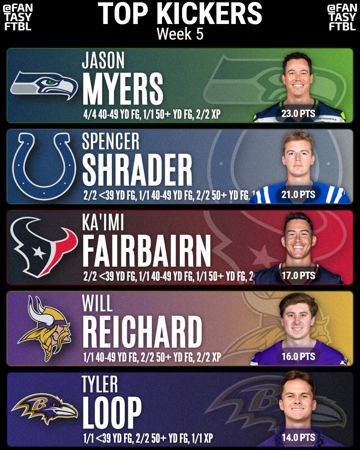 @FAN
TASY
FTBL
TOP KICKERS
Week 5
@FAN
TASY
FTBL
JASON
MYERS
4/4 40-49 YD FG, 1/1 50+ YD FG, 2/2 XP
23.0 PTS
SPENCER
SHRADER
2/2 <39 YD FG, 1/1 40-49 YD FG, 2/2 50+ YD FG,
21.0 PTS
KA'IMI
FAIRBAIRN
2/2 <39 YD FG, 1/1 40-49 YD FG, 1/1 50+ YD FG, 2
17.0 PTS
WILL
REICHARD
1/1 40-49 YD FG, 2/2 50+ YD FG, 2/2 XP
16.0 PTS
TYLER
LOOP
1/1 <39 YD FG, 2/2 50+ YD FG, 1/1 XP
14.0 PTS